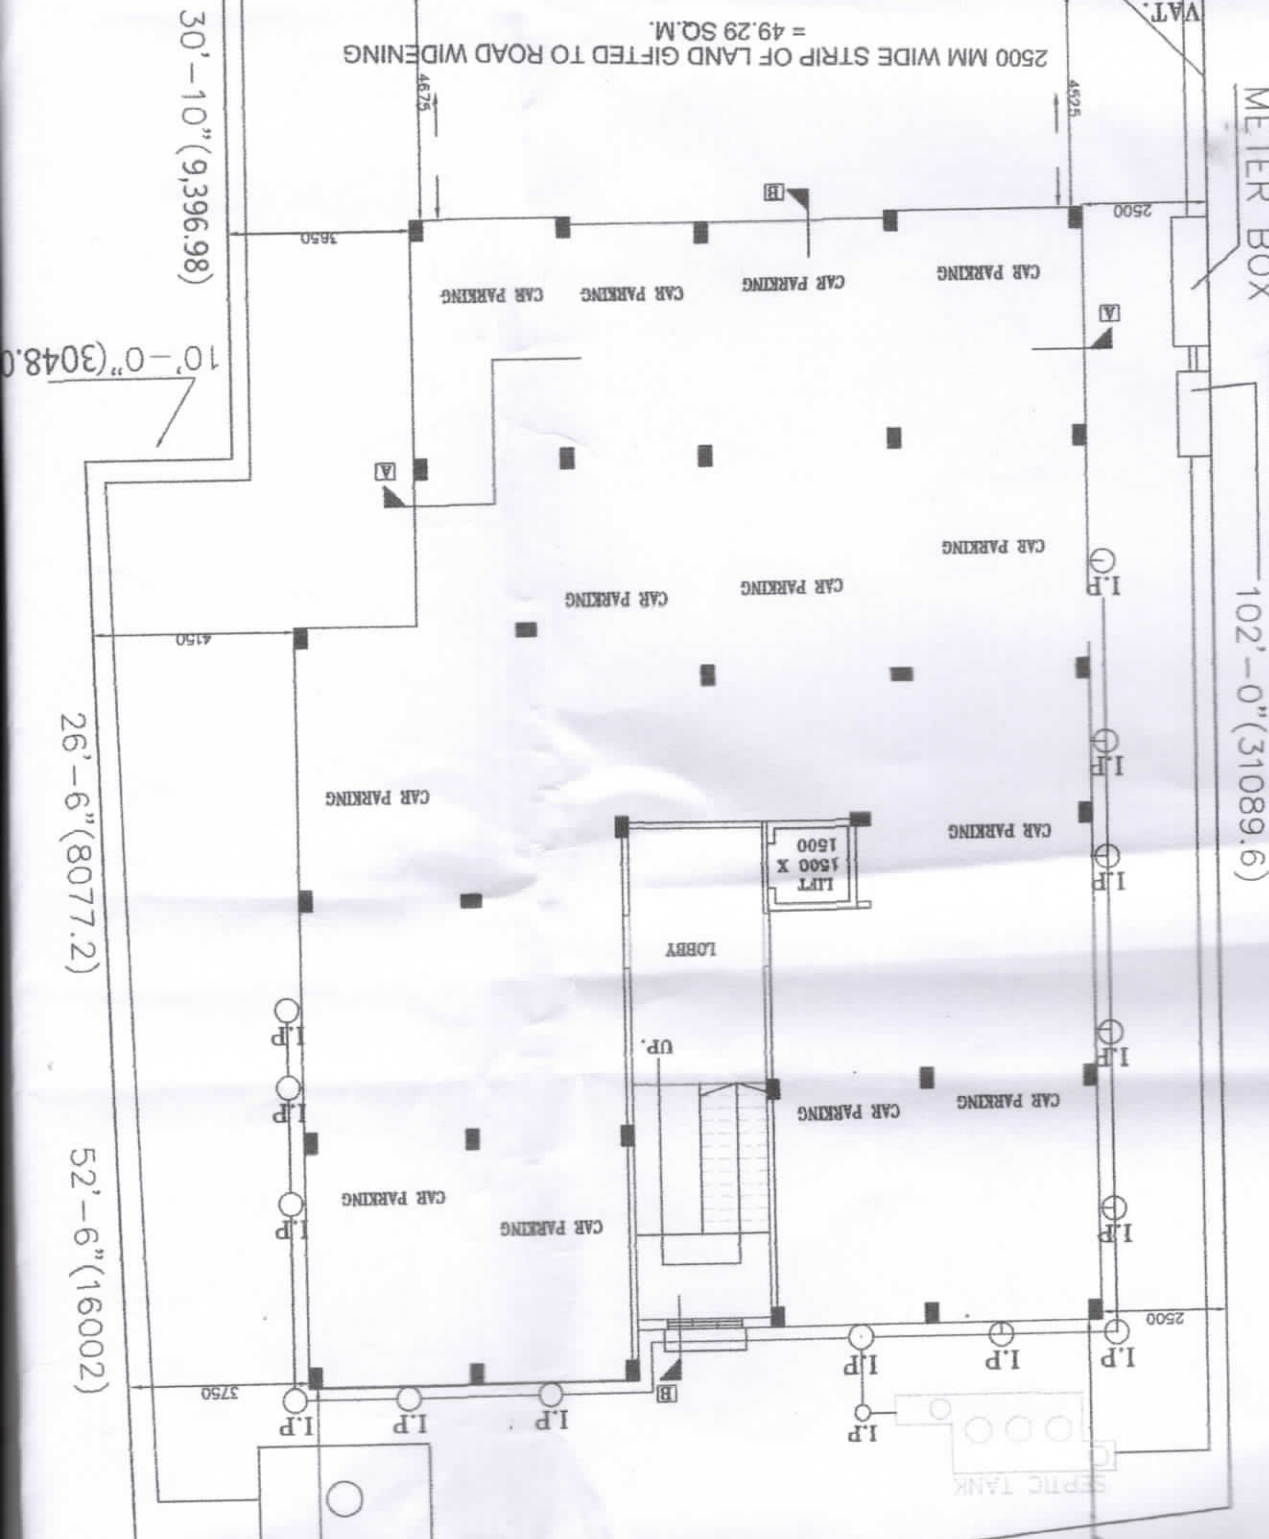 VAT.
2500 MM WIDE STRIP OF LAND GIFTED TO ROAD WIDENING
= 49.29 SQ.M.
30'-10"(9,396.98)
4675
4525
METER BOX
B
2500
3650
CAR PARKING
CAR PARKING
CAR PARKING
CAR PARKING
A
10'-0"(3048.0
A
CAR PARKING
I.P
CAR PARKING
CAR PARKING
102'-0"(31089.6)
4150
26'-6"(8077.2)
I.P
CAR PARKING
CAR PARKING
LIFT
1500 X
1500
I.P
LOBBY
I.P
I.P
UP.
I.P
CAR PARKING
CAR PARKING
52'-6"(16002)
CAR PARKING
I.P
I.P
CAR PARKING
2500
I.P
I.P
I.P
3750
B
I.P
I.P
I.P
I.P
SEPTIC TANK